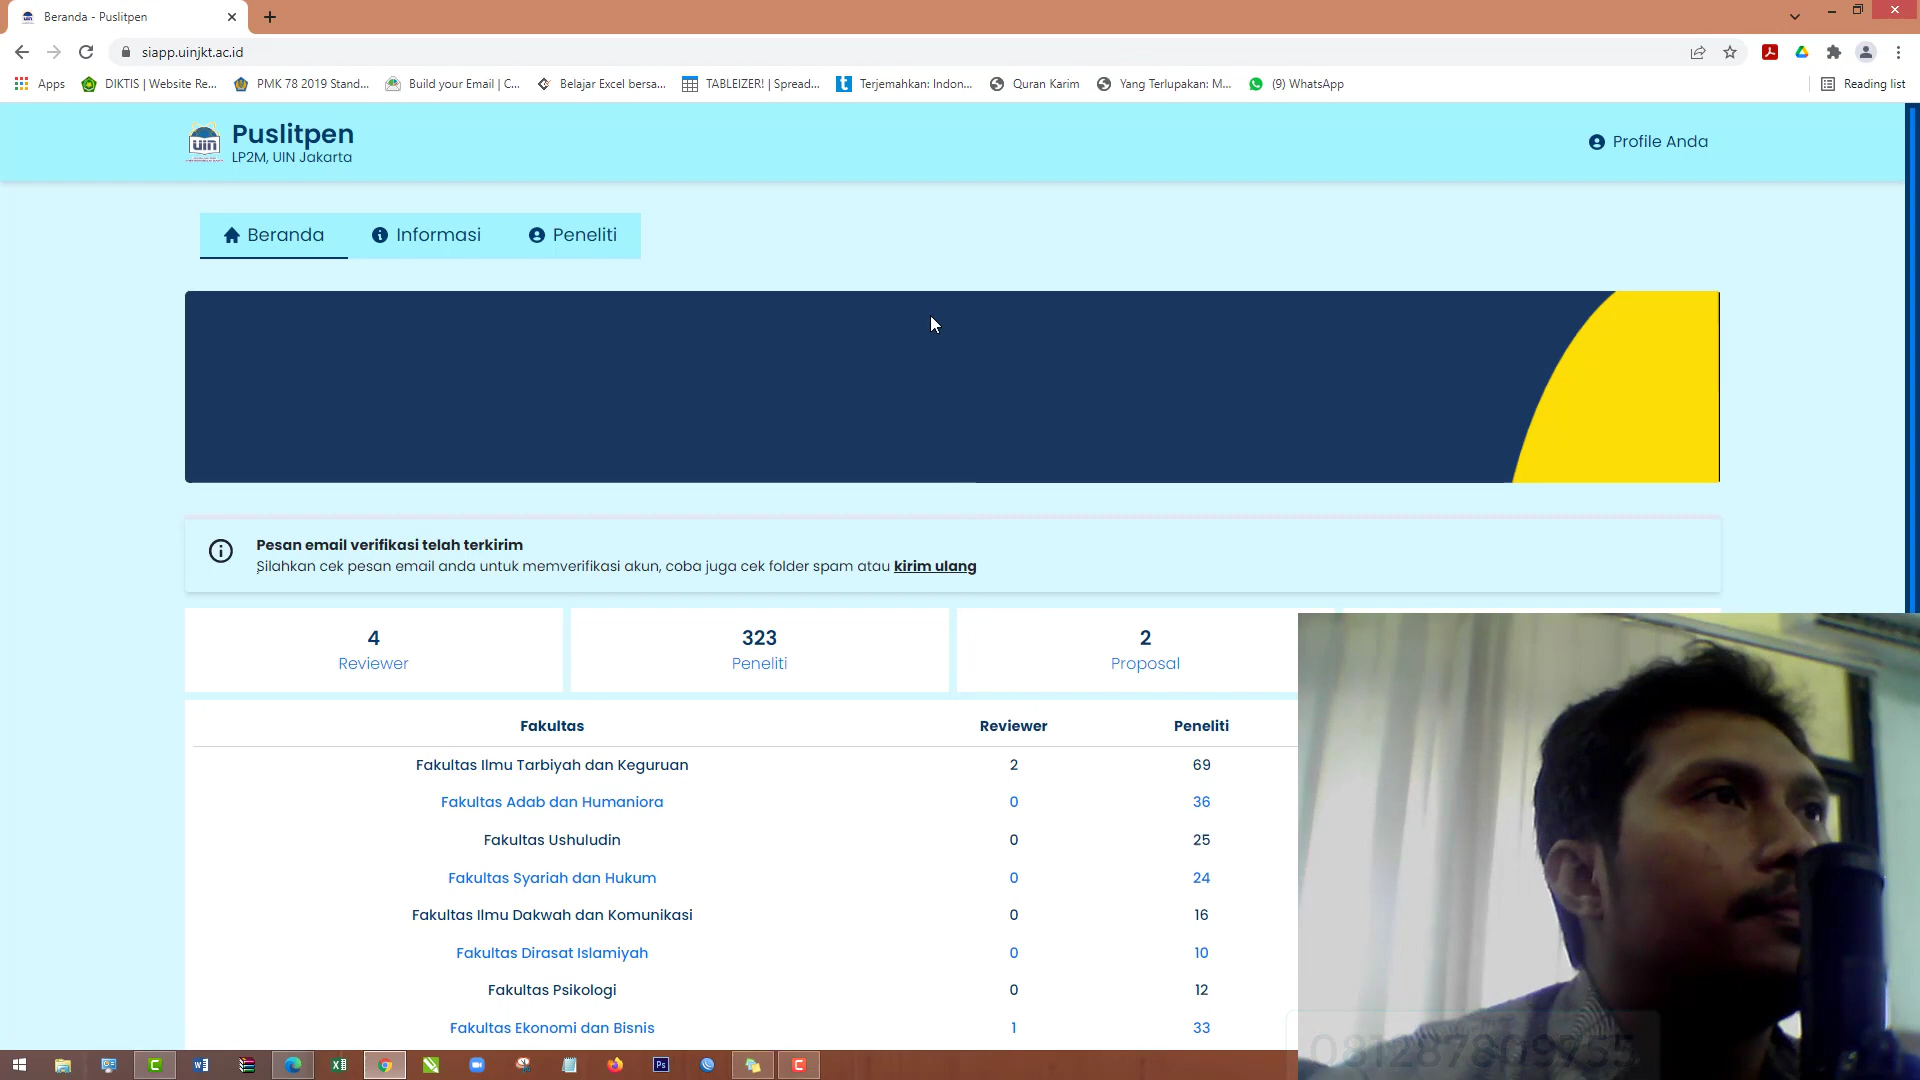 Beranda - Puslitpen
siapp.uinjkt.ac.id
Apps
DIKTIS | Website Re...
PMK 78 2019 Stand...
Build your Email | C...
Belajar Excel bersa...
TABLEIZER! | Spread...
Terjemahkan: Indon...
Quran Karim
Yang Terlupakan: M...
(9) WhatsApp
Reading list
uin
Puslitpen
LP2M, UIN Jakarta
Profile Anda
Beranda
Informasi
Peneliti
Pesan email verifikasi telah terkirim
Silahkan cek pesan email anda untuk memverifikasi akun, coba juga cek folder spam atau kirim ulang
4
Reviewer
323
Peneliti
2
Proposal
Fakultas Reviewer Peneliti
Fakultas Ilmu Tarbiyah dan Keguruan 2 69
Fakultas Adab dan Humaniora 0 36
Fakultas Ushuludin 0 25
Fakultas Syariah dan Hukum 0 24
Fakultas Ilmu Dakwah dan Komunikasi 0 16
Fakultas Dirasat Islamiyah 0 10
Fakultas Psikologi 0 12
Fakultas Ekonomi dan Bisnis 1 33